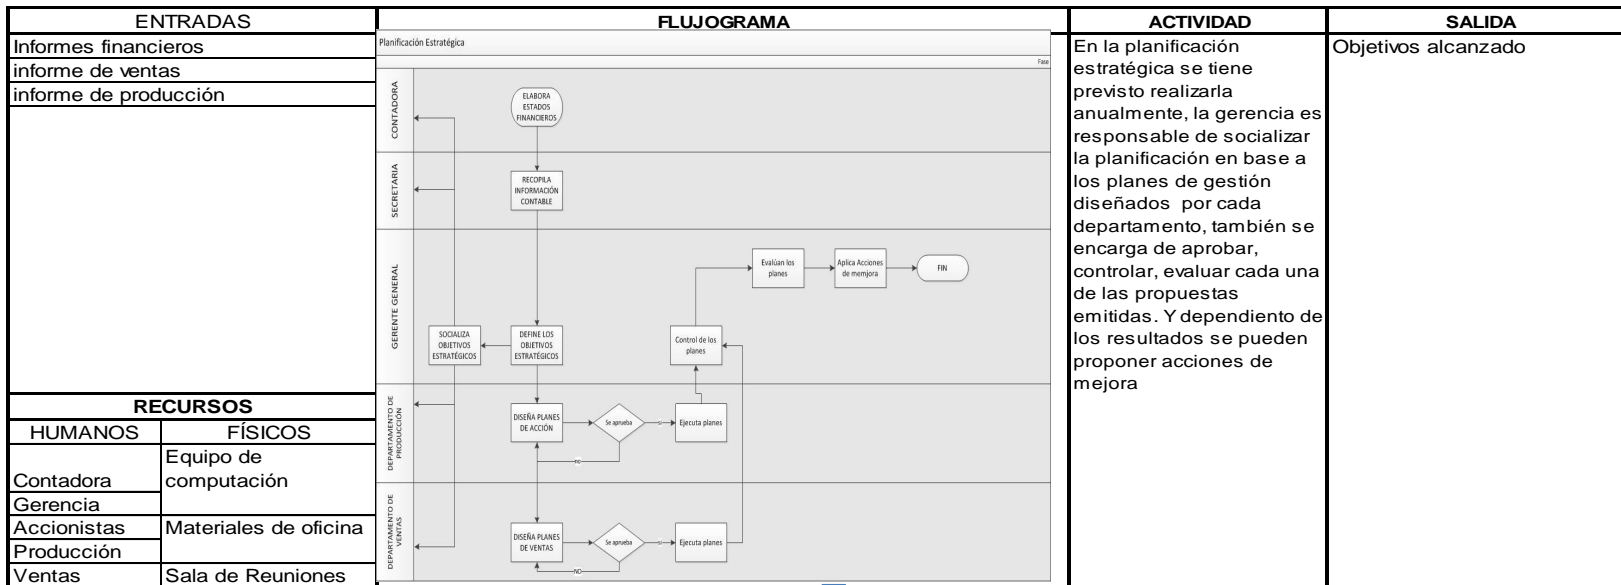 ENTRADAS
FLUJOGRAMA
ACTIVIDAD
SALIDA
Informes financieros
informe de ventas
informe de producción
Planificación Estratégica
Fase
CONTADORA
ELABORA
ESTADOS
FINANCIEROS
SECRETARIA
RECOPILA
INFORMACIÓN
CONTABLE
GERENTE GENERAL
Evalúan los
planes
Aplica Acciones
de memjora
FIN
SOCIALIZA
OBJETIVOS
ESTRATÉGICOS
DEFINE LOS
OBJETIVOS
ESTRATÉGICOS
Control de los
planes
DEPARTAMENTO DE
PRODUCCIÓN
DISEÑA PLANES
DE ACCIÓN
Se aprueba
si
Ejecuta planes
no
DEPARTAMENTO DE
VENTAS
DISEÑA PLANES
DE VENTAS
Se aprueba
si
Ejecuta planes
NO
En la planificación
estratégica se tiene
previsto realizarla
anualmente, la gerencia es
responsable de socializar
la planificación en base a
los planes de gestión
diseñados por cada
departamento, también se
encarga de aprobar,
controlar, evaluar cada una
de las propuestas
emitidas. Y dependiento de
los resultados se pueden
proponer acciones de
mejora
Objetivos alcanzado
RECURSOS
HUMANOS
FÍSICOS
Equipo de
Contadora
computación
Gerencia
Accionistas
Materiales de oficina
Producción
Ventas
Sala de Reuniones